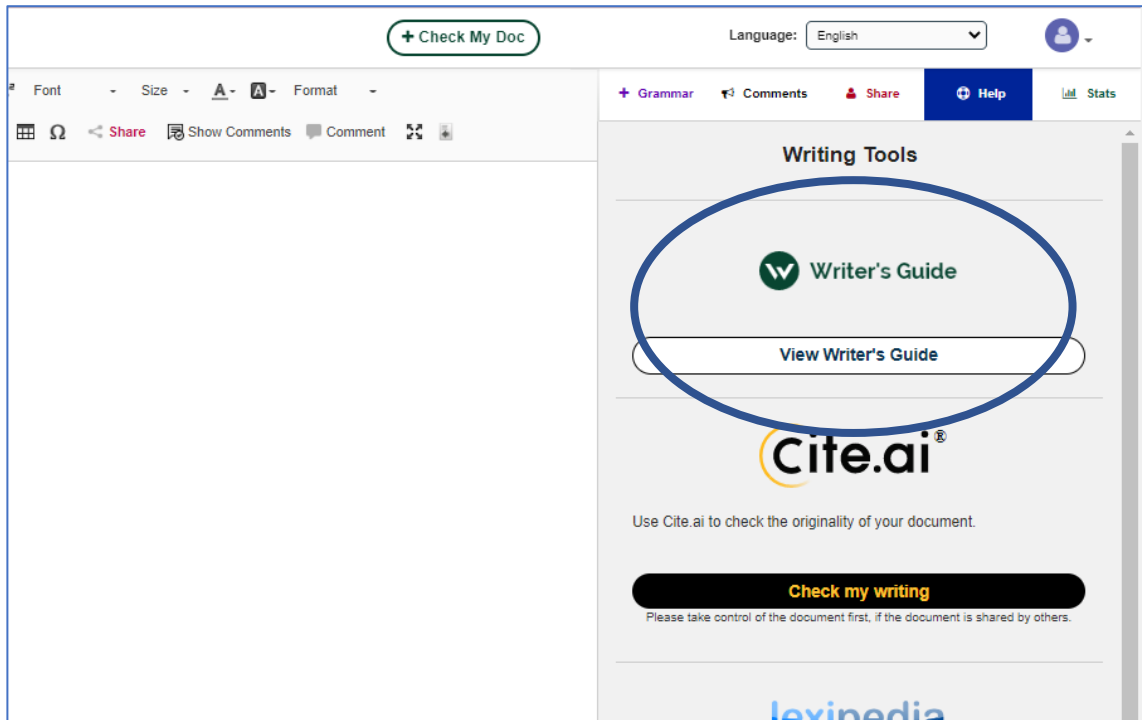 + Check My Doc
Language: English
Font Size A A Format
+ Grammar Comments Share Help Stats
Ω Share Show Comments Comment
Writing Tools
W Writer's Guide
View Writer's Guide
Cite.ai®
Use Cite.ai to check the originality of your document.
Check my writing
Please take control of the document first, if the document is shared by others.
lexipedia